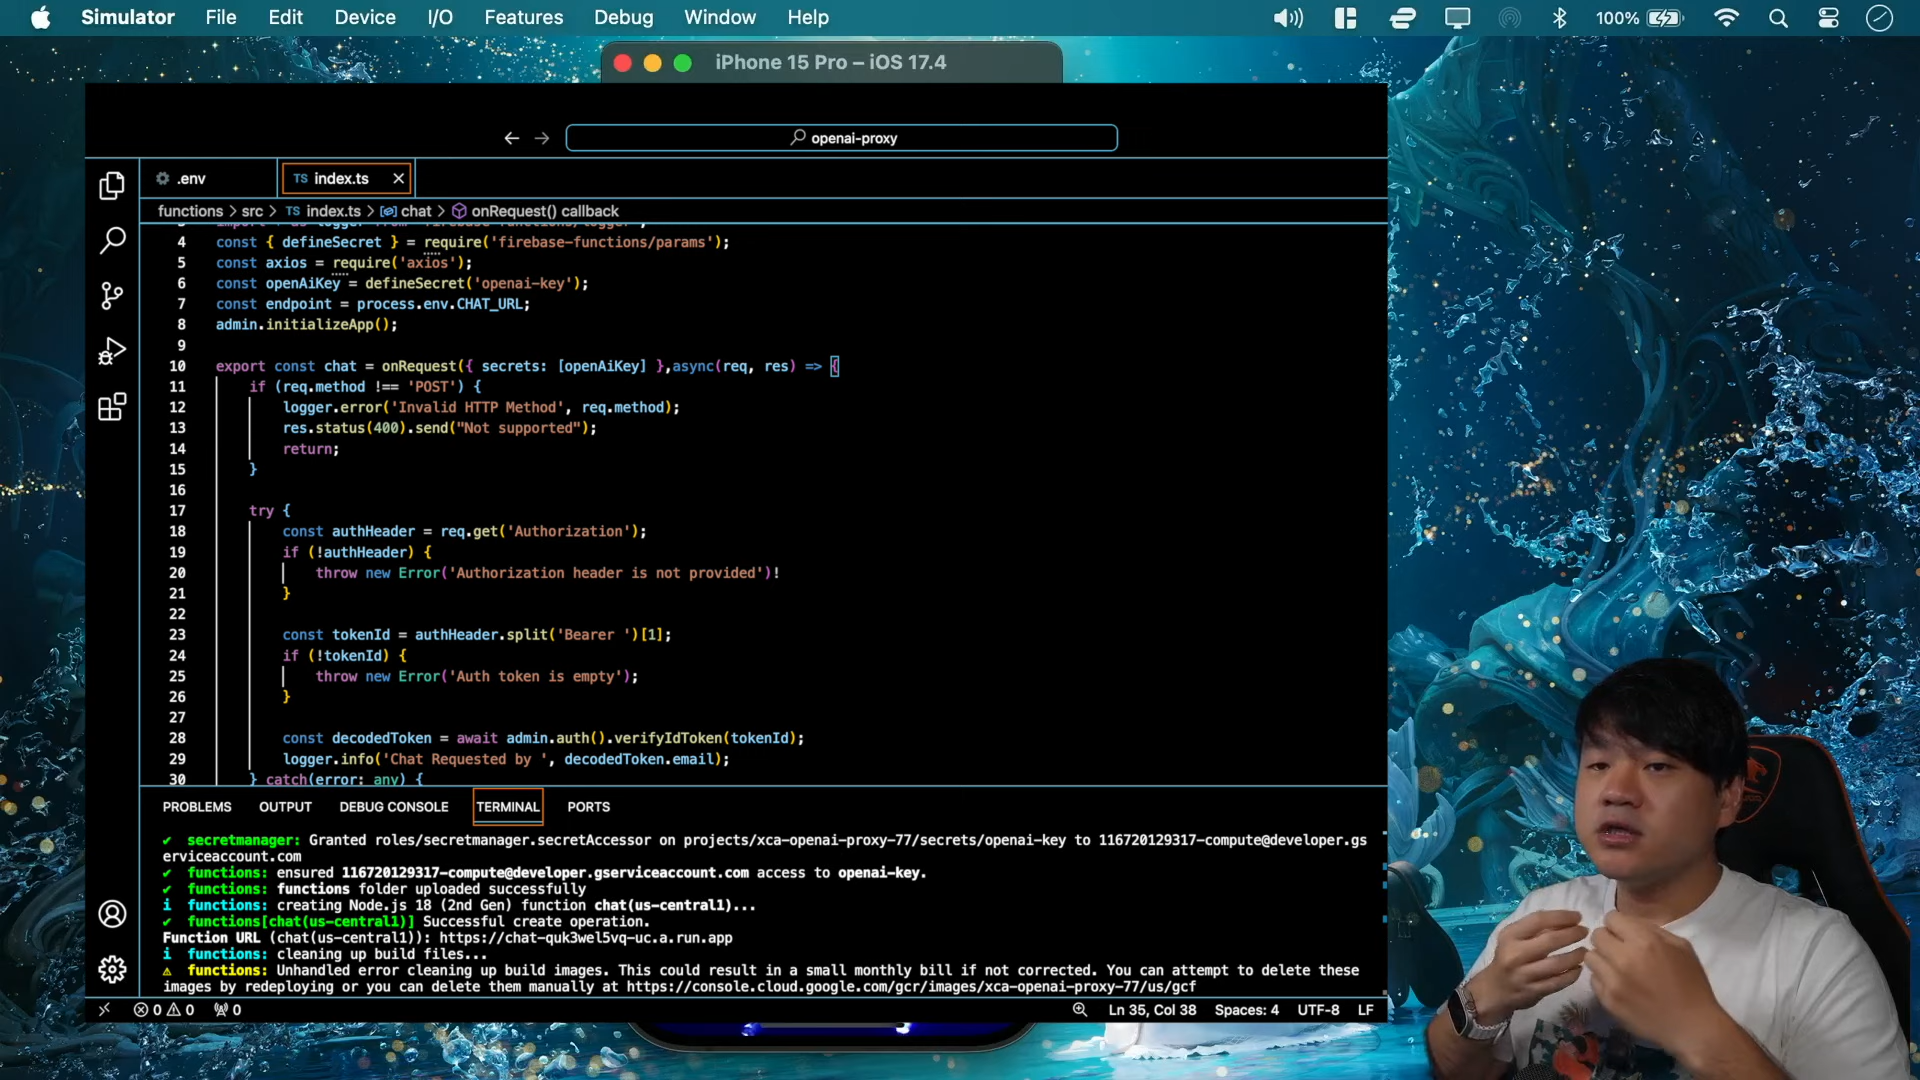 Simulator File Edit Device I/O Features Debug Window Help 100%
iPhone 15 Pro – iOS 17.4
openai-proxy
.env TS index.ts
functions > src > TS index.ts > chat > onRequest() callback
4 const { defineSecret } = require('firebase-functions/params');
5 const axios = require('axios');
6 const openAiKey = defineSecret('openai-key');
7 const endpoint = process.env.CHAT_URL;
8 admin.initializeApp();
9
10 export const chat = onRequest({ secrets: [openAiKey] },async(req, res) => {
11 if (req.method !== 'POST') {
12 logger.error('Invalid HTTP Method', req.method);
13 res.status(400).send("Not supported");
14 return;
15 }
16
17 try {
18 const authHeader = req.get('Authorization');
19 if (!authHeader) {
20 throw new Error('Authorization header is not provided')!
21 }
22
23 const tokenId = authHeader.split('Bearer ')[1];
24 if (!tokenId) {
25 throw new Error('Auth token is empty');
26 }
27
28 const decodedToken = await admin.auth().verifyIdToken(tokenId);
29 logger.info('Chat Requested by ', decodedToken.email);
30 } catch(error: any) {
PROBLEMS OUTPUT DEBUG CONSOLE TERMINAL PORTS
✔ secretmanager: Granted roles/secretmanager.secretAccessor on projects/xca-openai-proxy-77/secrets/openai-key to 116720129317-compute@developer.gs
erviceaccount.com
✔ functions: ensured 116720129317-compute@developer.gserviceaccount.com access to openai-key.
✔ functions: functions folder uploaded successfully
i functions: creating Node.js 18 (2nd Gen) function chat(us-central1)...
✔ functions[chat(us-central1)] Successful create operation.
Function URL (chat(us-central1)): https://chat-quk3wel5vq-uc.a.run.app
i functions: cleaning up build files...
⚠ functions: Unhandled error cleaning up build images. This could result in a small monthly bill if not corrected. You can attempt to delete these
images by redeploying or you can delete them manually at https://console.cloud.google.com/gcr/images/xca-openai-proxy-77/us/gcf
0 0 0 Ln 35, Col 38 Spaces: 4 UTF-8 LF